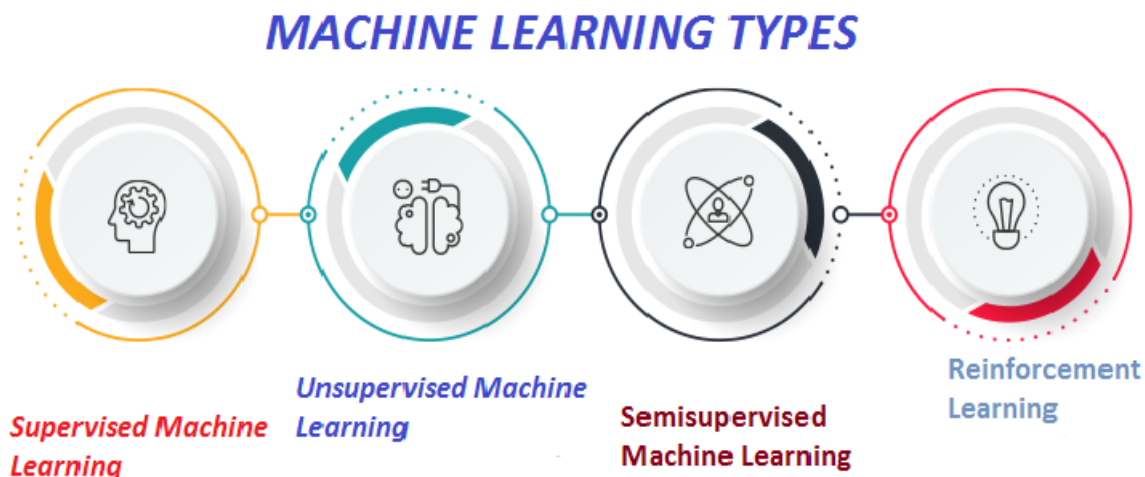 MACHINE LEARNING TYPES
Supervised Machine
Learning
Unsupervised Machine
Learning
Semisupervised
Machine Learning
Reinforcement
Learning